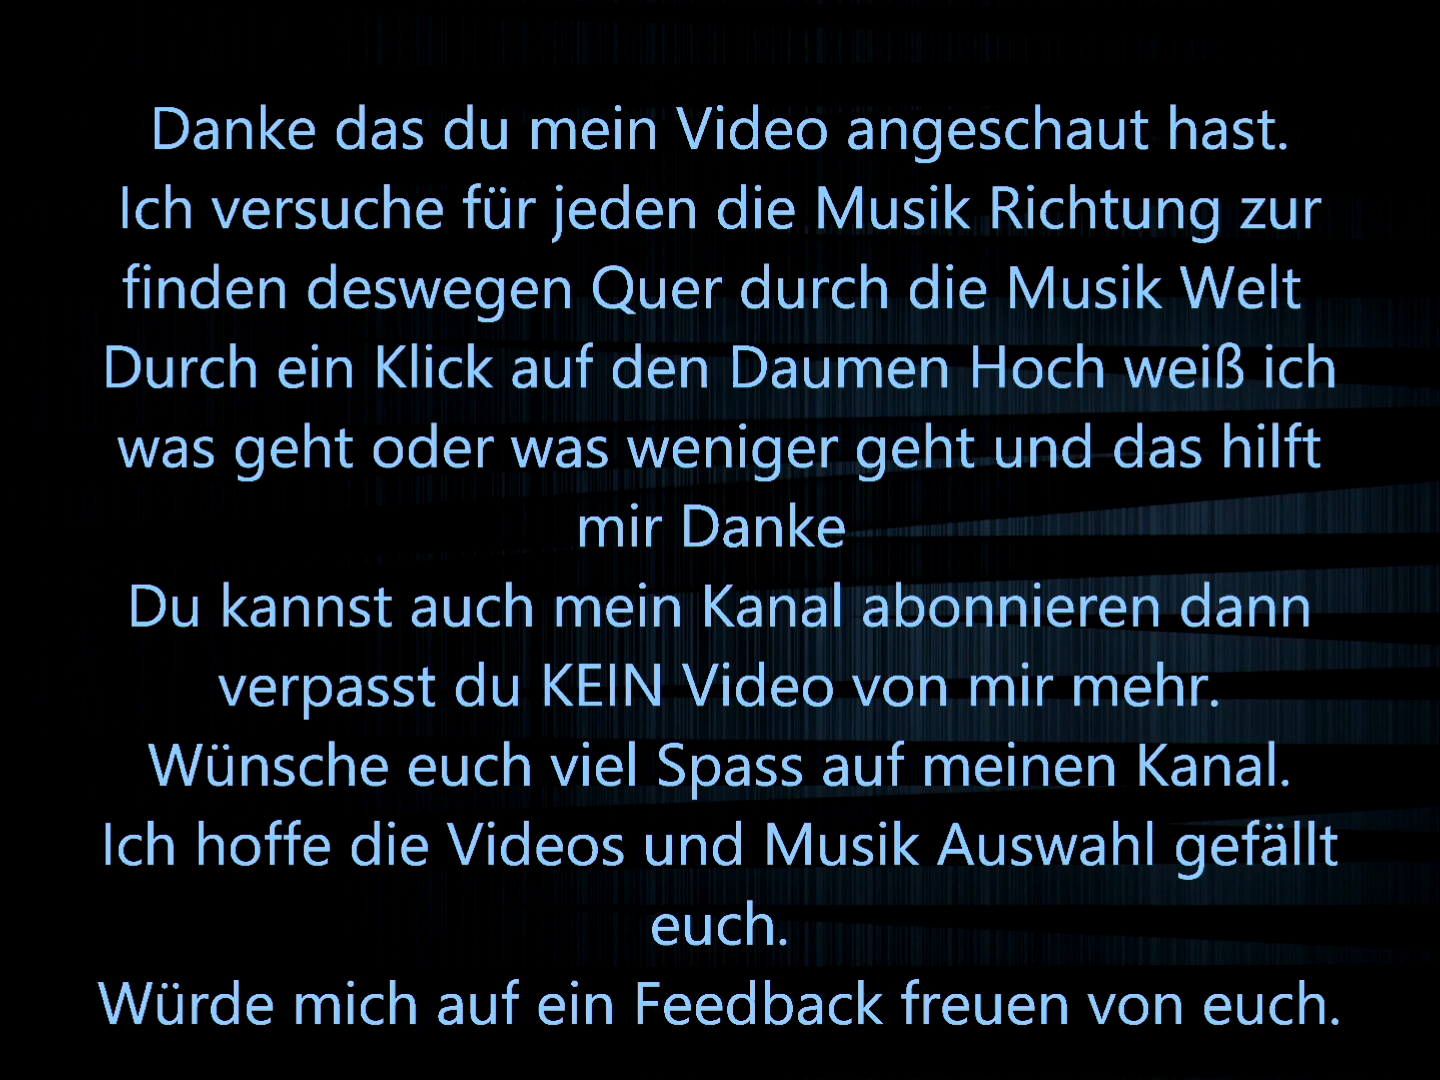 Danke das du mein Video angeschaut hast.
Ich versuche für jeden die Musik Richtung zur
finden deswegen Quer durch die Musik Welt
Durch ein Klick auf den Daumen Hoch weiß ich
was geht oder was weniger geht und das hilft
mir Danke
Du kannst auch mein Kanal abonnieren dann
verpasst du KEIN Video von mir mehr.
Wünsche euch viel Spass auf meinen Kanal.
Ich hoffe die Videos und Musik Auswahl gefällt
euch.
Würde mich auf ein Feedback freuen von euch.